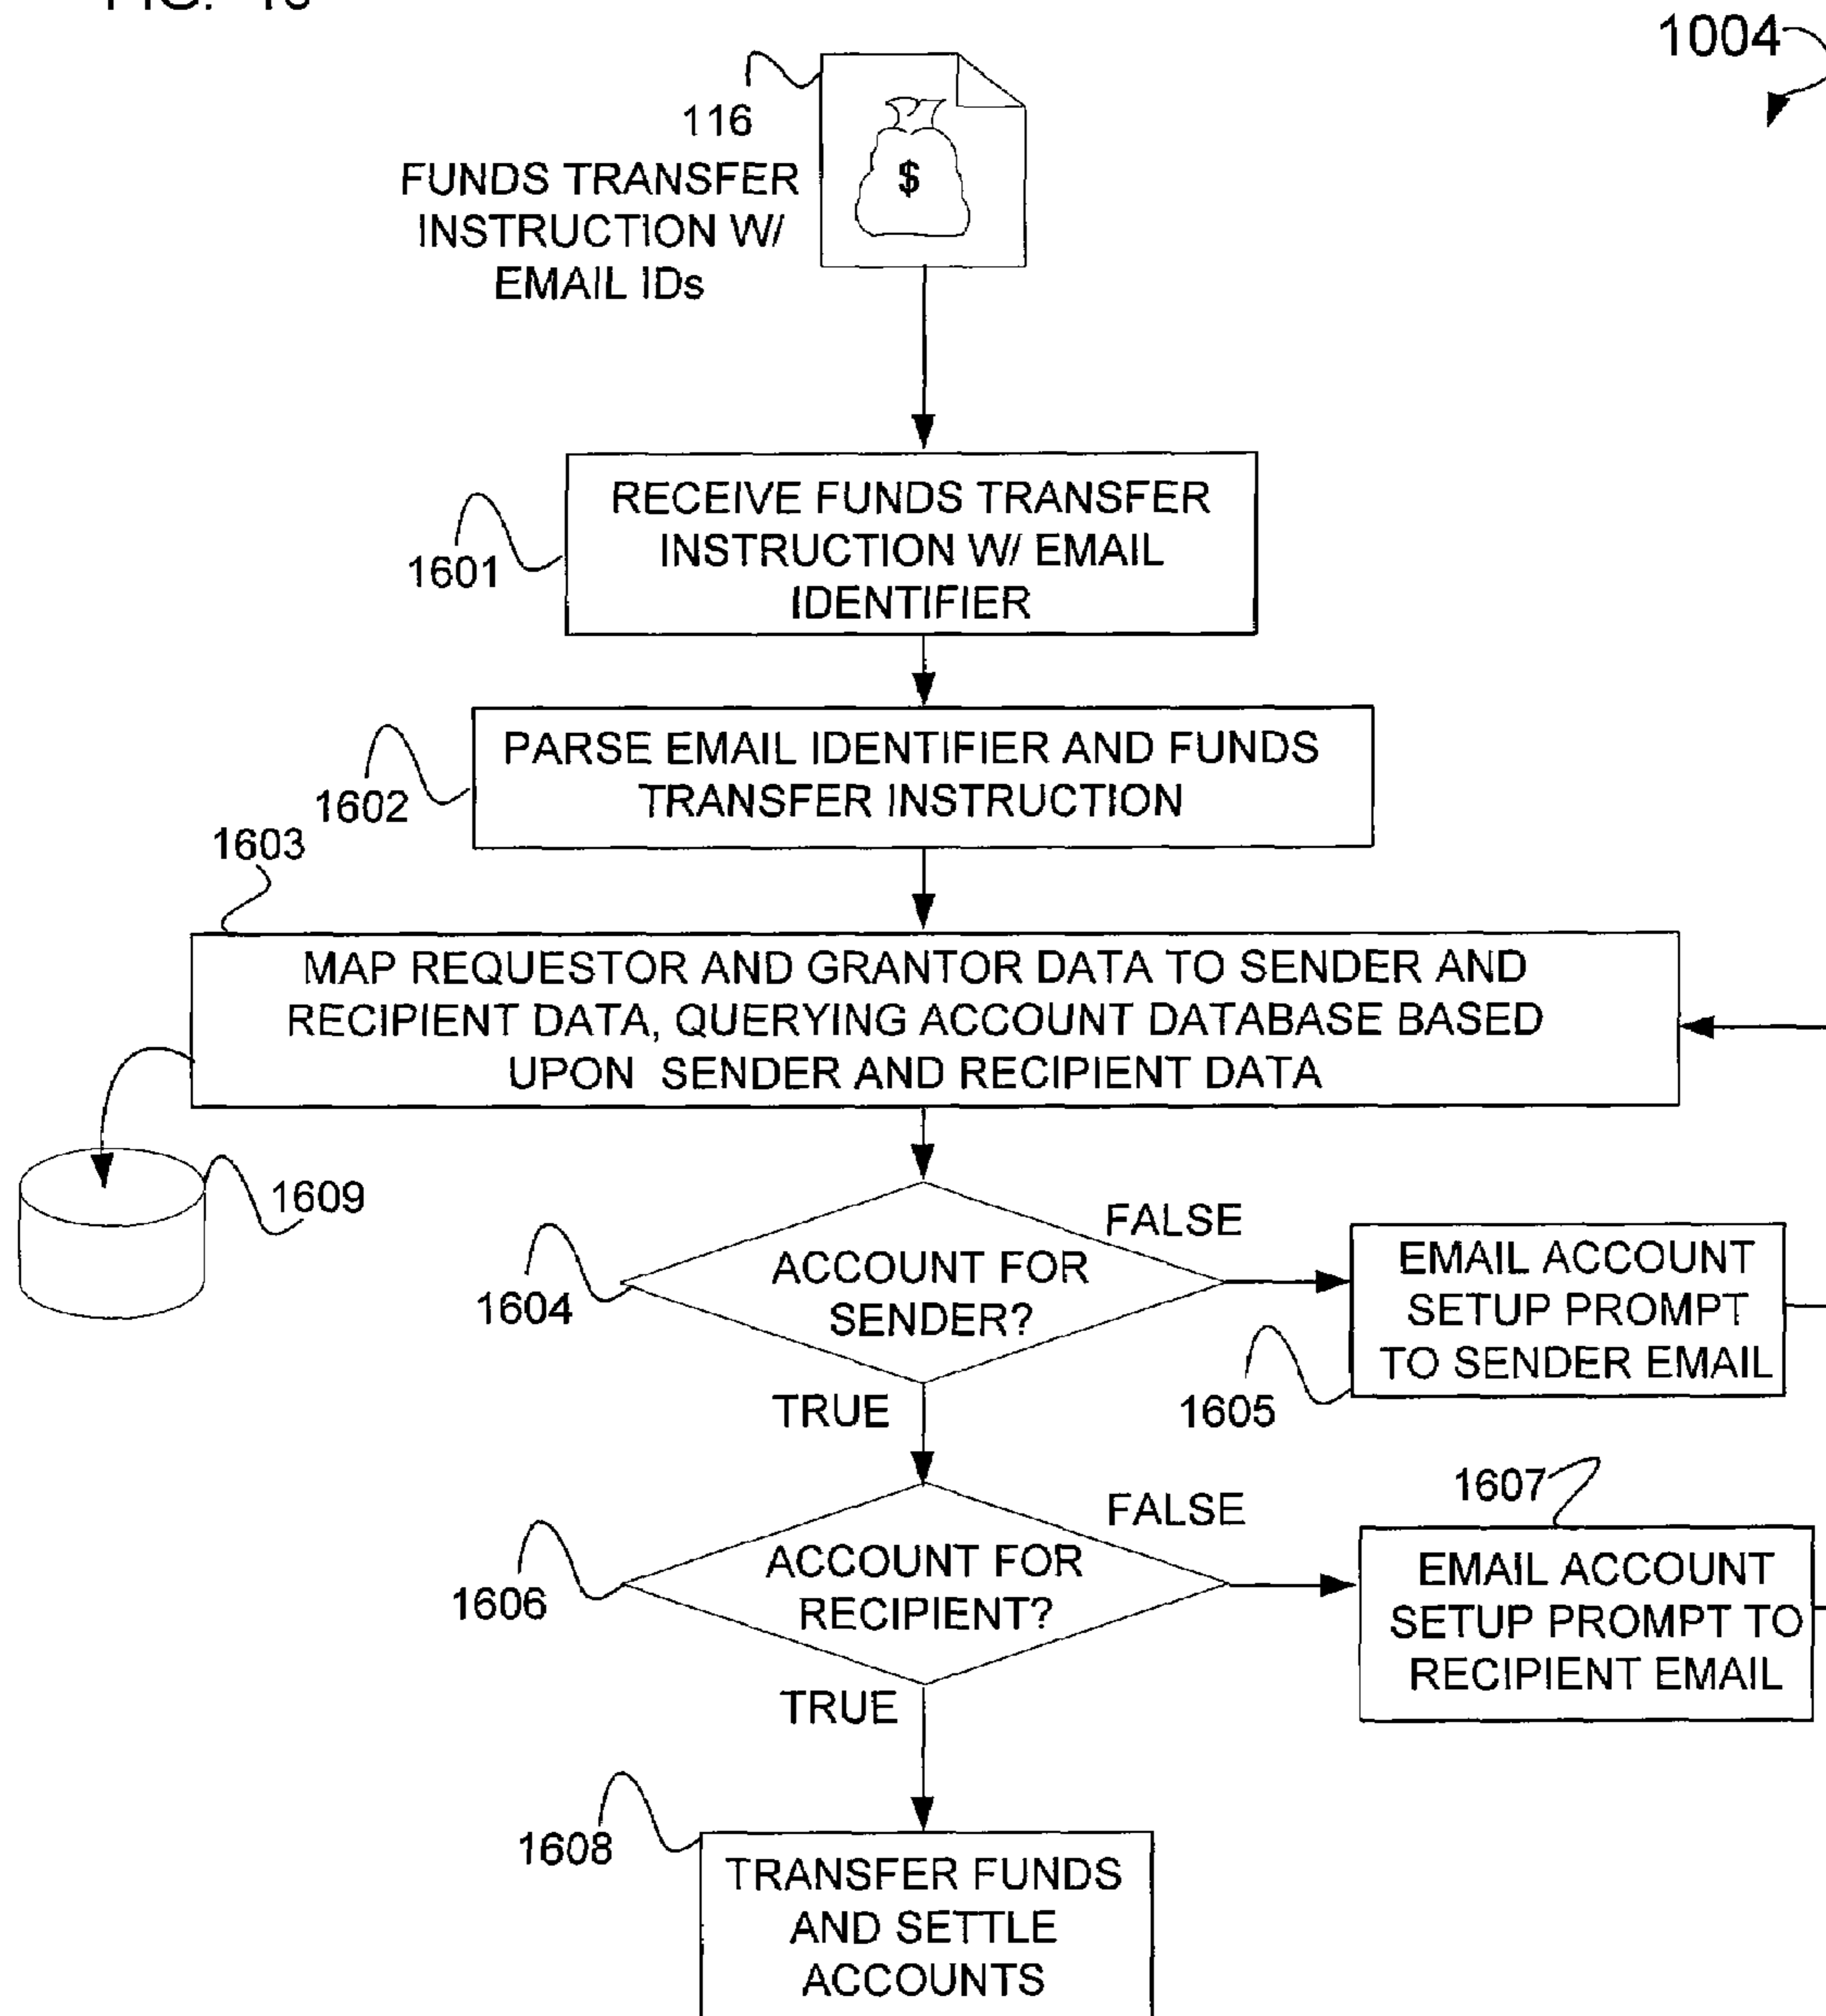 1004
116
FUNDS TRANSFER
INSTRUCTION W/
EMAIL IDs
$
RECEIVE FUNDS TRANSFER
INSTRUCTION W/ EMAIL
IDENTIFIER
1601
PARSE EMAIL IDENTIFIER AND FUNDS
TRANSFER INSTRUCTION
1602
1603
MAP REQUESTOR AND GRANTOR DATA TO SENDER AND
RECIPIENT DATA, QUERYING ACCOUNT DATABASE BASED
UPON SENDER AND RECIPIENT DATA
1609
ACCOUNT FOR
SENDER?
1604
FALSE
EMAIL ACCOUNT
SETUP PROMPT
TO SENDER EMAIL
1605
TRUE
ACCOUNT FOR
RECIPIENT?
1606
FALSE
1607
EMAIL ACCOUNT
SETUP PROMPT TO
RECIPIENT EMAIL
TRUE
1608
TRANSFER FUNDS
AND SETTLE
ACCOUNTS